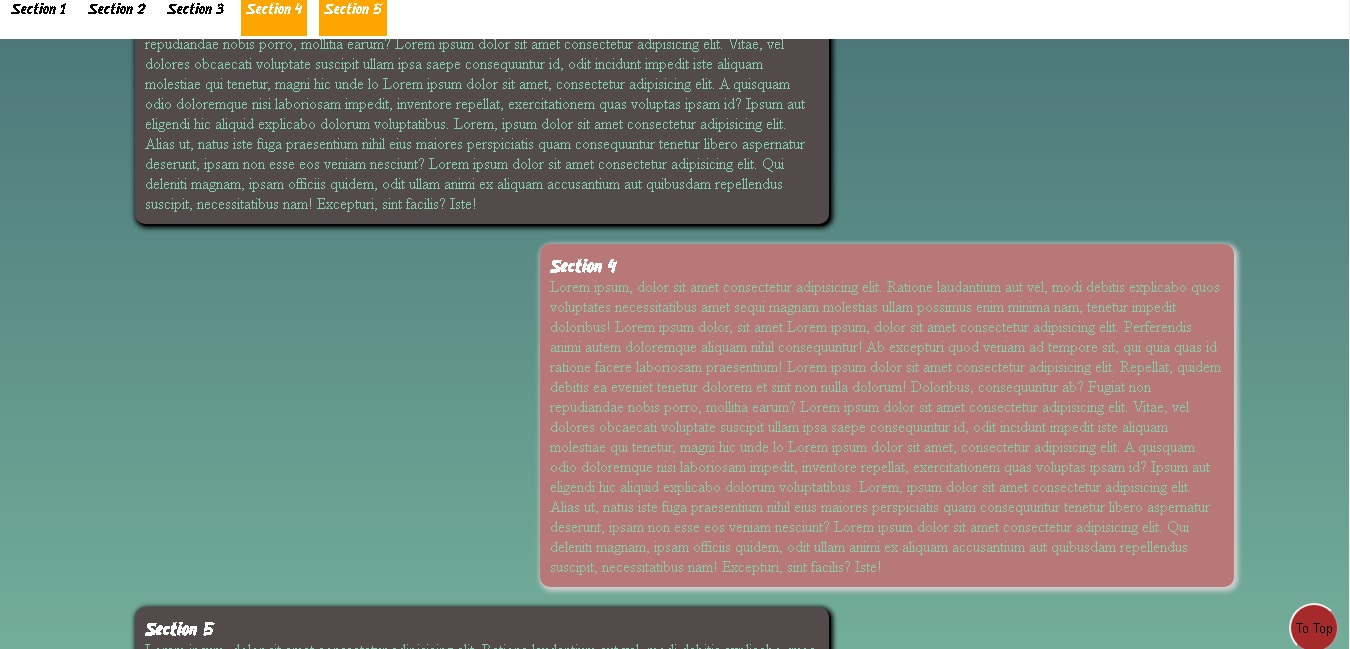 Section 1 Section 2 Section 3 Section 4 Section 5
repudiandae nobis porro, mollitia earum? Lorem ipsum dolor sit amet consectetur adipisicing elit. Vitae, vel
dolores obcaecati voluptate suscipit ullam ipsa saepe consequuntur id, odit incidunt impedit iste aliquam
molestiae qui tenetur, magni hic unde lo Lorem ipsum dolor sit amet, consectetur adipisicing elit. A quisquam
odio doloremque nisi laboriosam impedit, inventore repellat, exercitationem quas voluptas ipsam id? Ipsum aut
eligendi hic aliquid explicabo dolorum voluptatibus. Lorem, ipsum dolor sit amet consectetur adipisicing elit.
Alias ut, natus iste fuga praesentium nihil eius maiores perspiciatis quam consequuntur tenetur libero aspernatur
deserunt, ipsam non esse eos veniam nesciunt? Lorem ipsum dolor sit amet consectetur adipisicing elit. Qui
deleniti magnam, ipsam officiis quidem, odit ullam animi ex aliquam accusantium aut quibusdam repellendus
suscipit, necessitatibus nam! Excepturi, sint facilis? Iste!
Section 4
Lorem ipsum, dolor sit amet consectetur adipisicing elit. Ratione laudantium aut vel, modi debitis explicabo quos
voluptates necessitatibus amet sequi magnam molestias ullam possimus enim minima nam, tenetur impedit
doloribus! Lorem ipsum dolor, sit amet Lorem ipsum, dolor sit amet consectetur adipisicing elit. Perferendis
animi autem doloremque aliquam nihil consequuntur! Ab excepturi quod veniam ad tempore sit, qui quia quas id
ratione facere laboriosam praesentium! Lorem ipsum dolor sit amet consectetur adipisicing elit. Repellat, quidem
debitis ea eveniet tenetur dolorem et sint non nulla dolorum! Doloribus, consequuntur ab? Fugiat non
repudiandae nobis porro, mollitia earum? Lorem ipsum dolor sit amet consectetur adipisicing elit. Vitae, vel
dolores obcaecati voluptate suscipit ullam ipsa saepe consequuntur id, odit incidunt impedit iste aliquam
molestiae qui tenetur, magni hic unde lo Lorem ipsum dolor sit amet, consectetur adipisicing elit. A quisquam
odio doloremque nisi laboriosam impedit, inventore repellat, exercitationem quas voluptas ipsam id? Ipsum aut
eligendi hic aliquid explicabo dolorum voluptatibus. Lorem, ipsum dolor sit amet consectetur adipisicing elit.
Alias ut, natus iste fuga praesentium nihil eius maiores perspiciatis quam consequuntur tenetur libero aspernatur
deserunt, ipsam non esse eos veniam nesciunt? Lorem ipsum dolor sit amet consectetur adipisicing elit. Qui
deleniti magnam, ipsam officiis quidem, odit ullam animi ex aliquam accusantium aut quibusdam repellendus
suscipit, necessitatibus nam! Excepturi, sint facilis? Iste!
Section 5
To Top